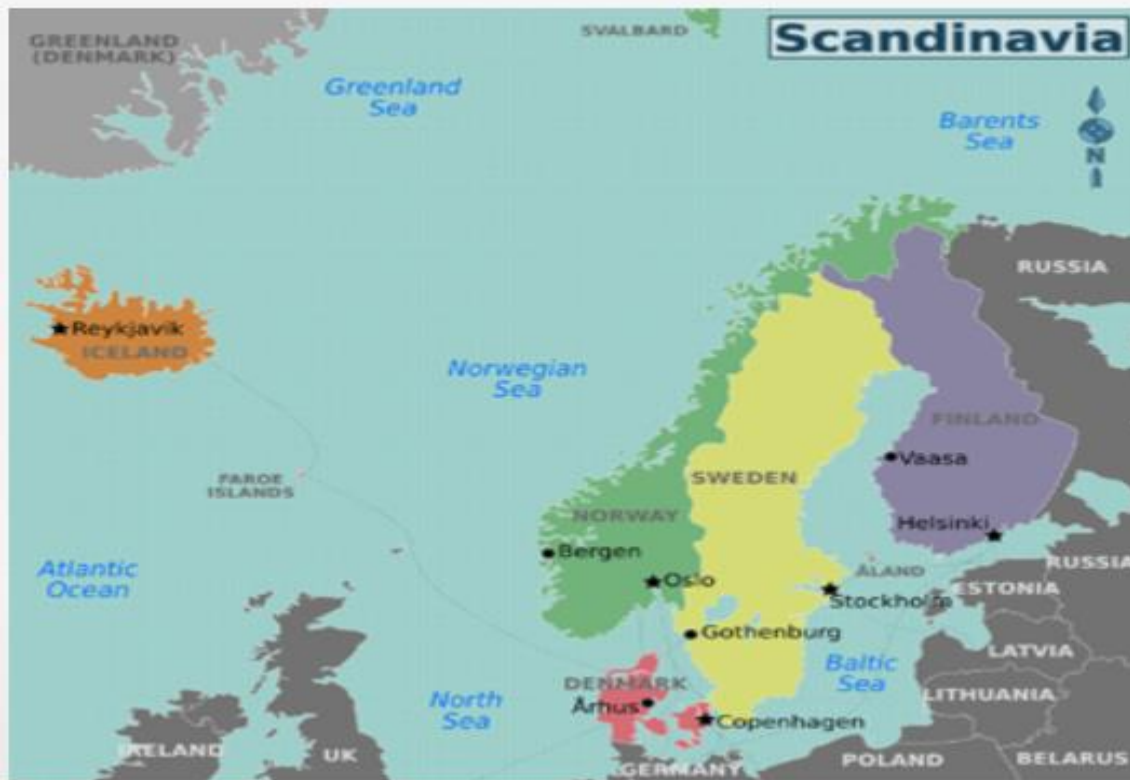 Scandinavia
GREENLAND
(DENMARK)
SVALBARD
Greenland
Sea
Barents
Sea
N
RUSSIA
Reykjavik
ICELAND
Norwegian
Sea
FINLAND
Vaasa
SWEDEN
FAROE
ISLANDS
NORWAY
Helsinki
Bergen
Atlantic
Ocean
Oslo
ÅLAND
RUSSIA
ESTONIA
Stockholm
Gothenburg
LATVIA
Baltic
Sea
DENMARK
LITHUANIA
North
Sea
Århus
Copenhagen
IRELAND
UK
GERMANY
POLAND
BELARUS